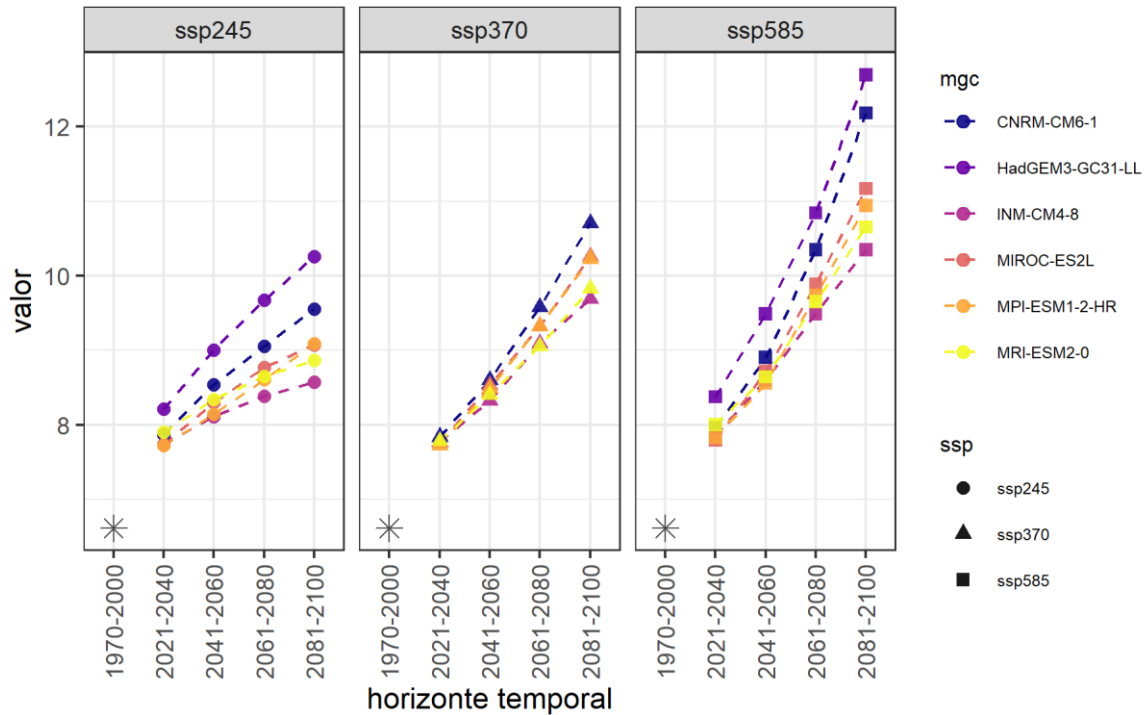 ssp245
ssp370
ssp585
12
10
8
valor
1970-2000
2021-2040
2041-2060
2061-2080
2081-2100
1970-2000
2021-2040
2041-2060
2061-2080
2081-2100
1970-2000
2021-2040
2041-2060
2061-2080
2081-2100
horizonte temporal
mgc
CNRM-CM6-1
HadGEM3-GC31-LL
INM-CM4-8
MIROC-ES2L
MPI-ESM1-2-HR
MRI-ESM2-0
ssp
ssp245
ssp370
ssp585